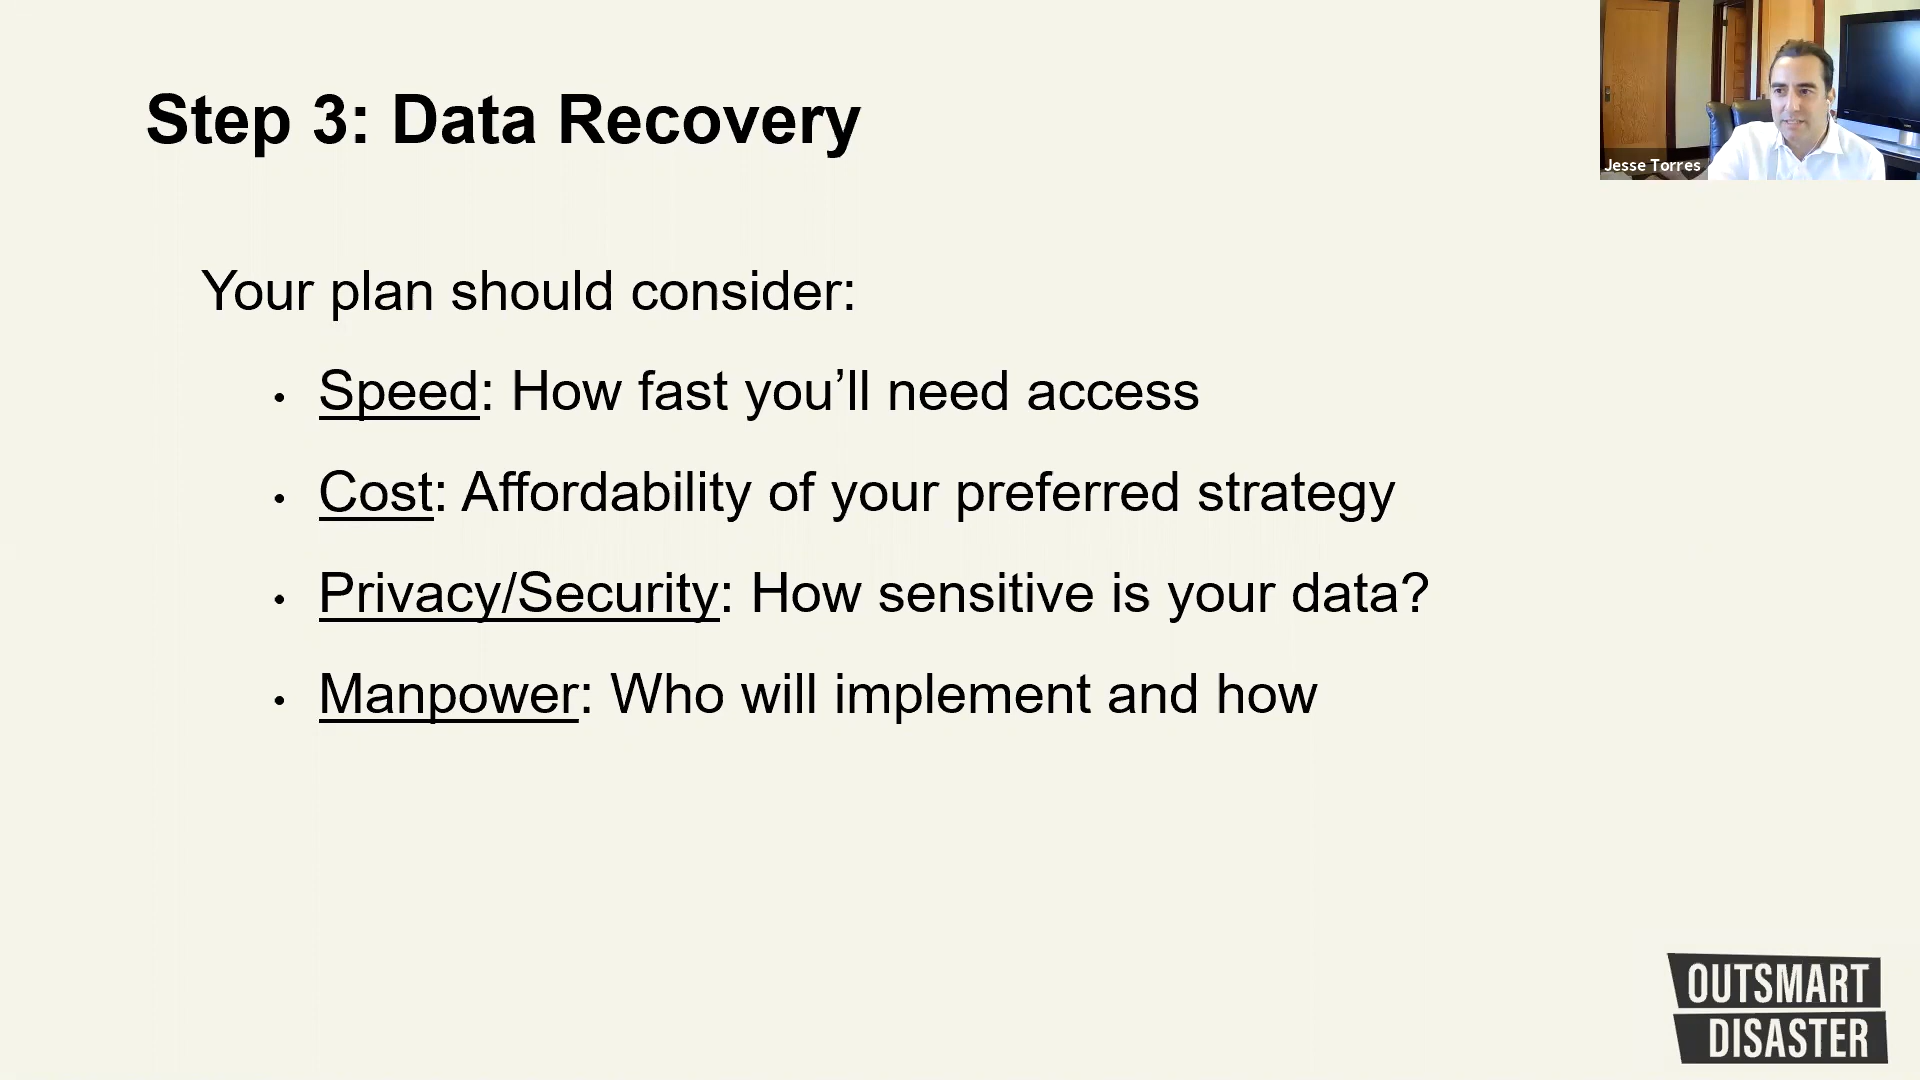 Step 3: Data Recovery
Jesse Torres
Your plan should consider:
• Speed: How fast you’ll need access
• Cost: Affordability of your preferred strategy
• Privacy/Security: How sensitive is your data?
• Manpower: Who will implement and how
OUTSMART
DISASTER